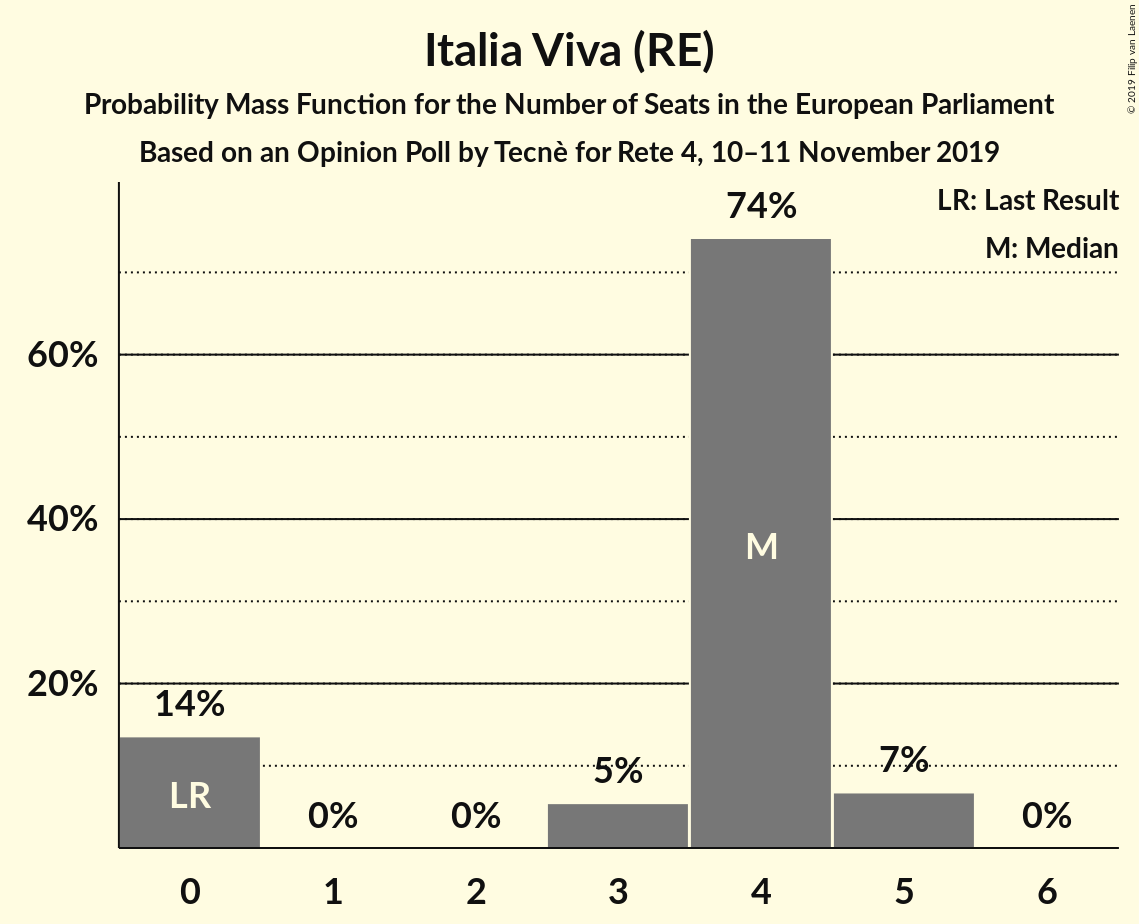 Italia Viva (RE)
Probability Mass Function for the Number of Seats in the European Parliament
Based on an Opinion Poll by Tecnè for Rete 4, 10–11 November 2019
© 2019 Filip van Laenen
LR: Last Result
M: Median
74%
60%
40%
20%
14%
0%
0%
5%
7%
0%
M
LR
0
1
2
3
4
5
6